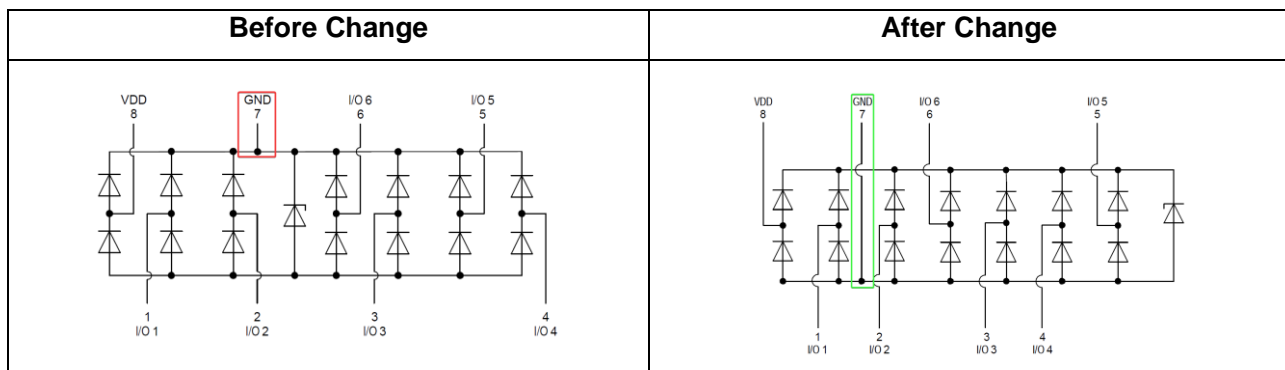 Before Change
After Change
VDD
8
GND
7
I/O 6
6
I/O 5
5
1
I/O 1
2
I/O 2
3
I/O 3
4
I/O 4
VDD
8
GND
7
I/O 6
6
I/O 5
5
1
I/O 1
2
I/O 2
3
I/O 3
4
I/O 4